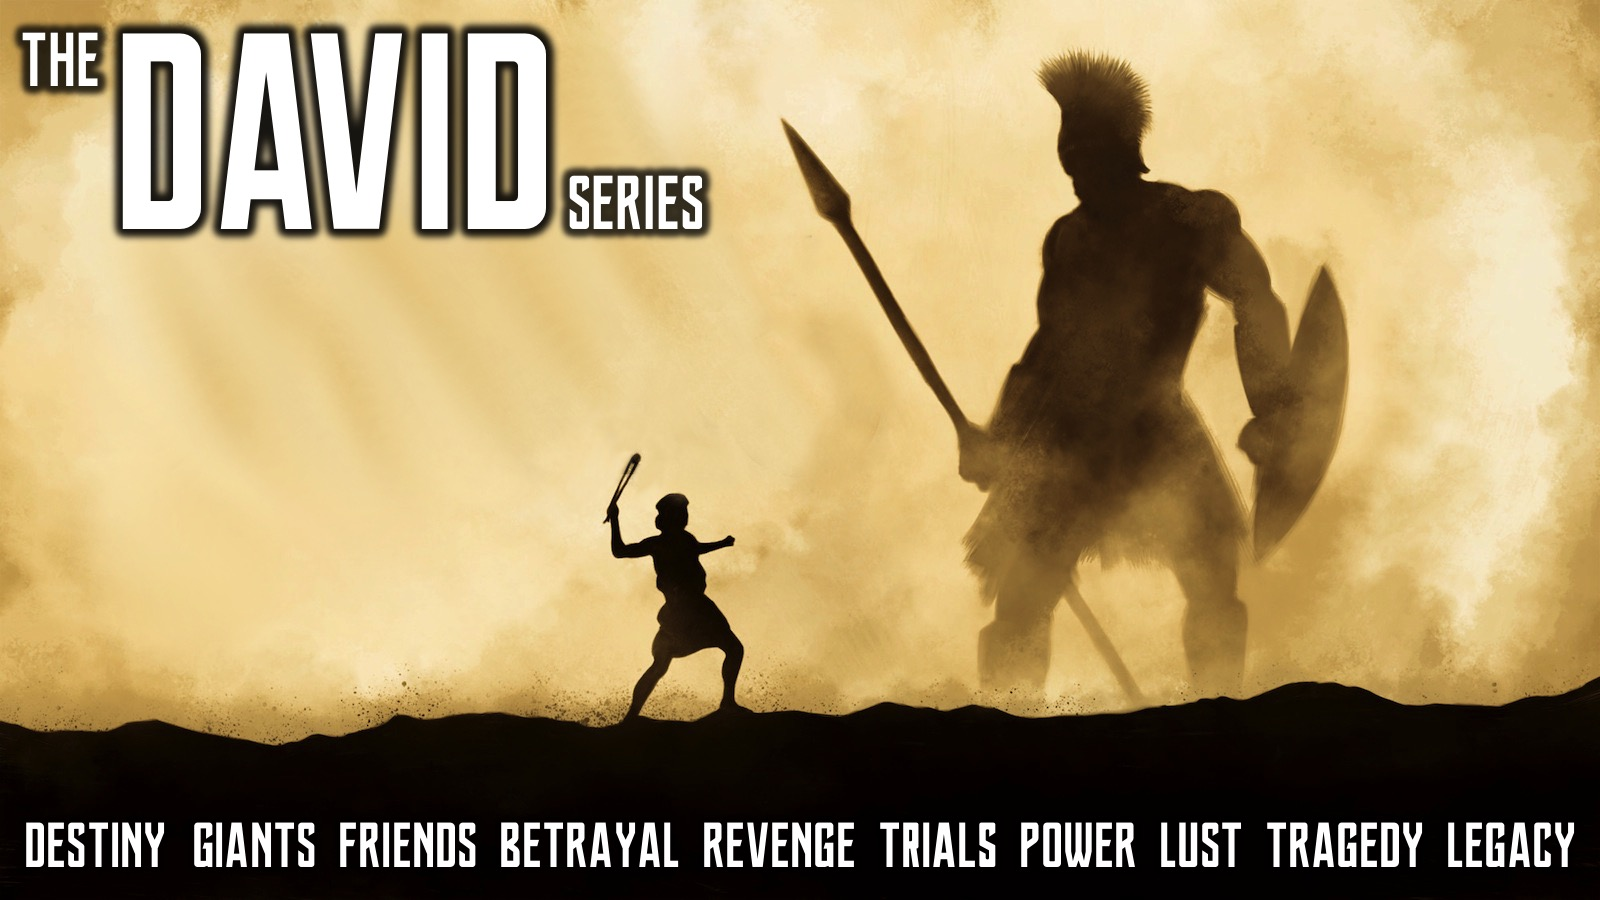 THE DAVID SERIES
DESTINY GIANTS FRIENDS BETRAYAL REVENGE TRIALS POWER LUST TRAGEDY LEGACY